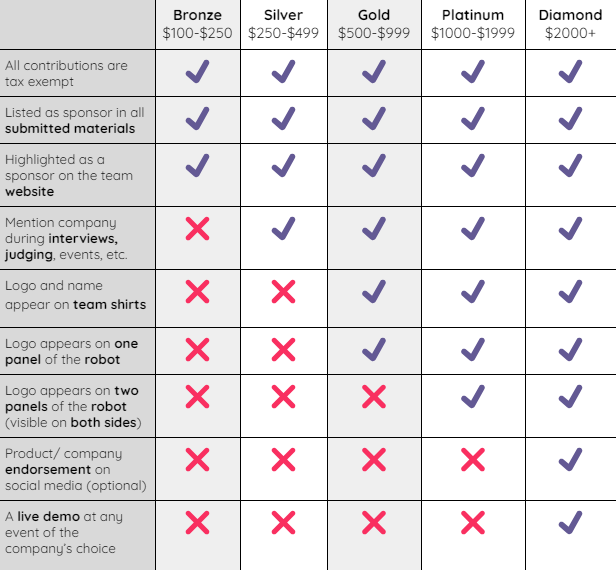 Bronze Silver Gold Platinum Diamond
$100-$250 $250-$499 $500-$999 $1000-$1999 $2000+
All contributions are
tax exempt
Listed as sponsor in all
submitted materials
Highlighted as a
sponsor on the team
website
Mention company
during interviews,
judging, events, etc.
Logo and name
appear on team shirts
Logo appears on one
panel of the robot
Logo appears on two
panels of the robot
(visible on both sides)
Product/ company
endorsement on
social media (optional)
A live demo at any
event of the
company's choice